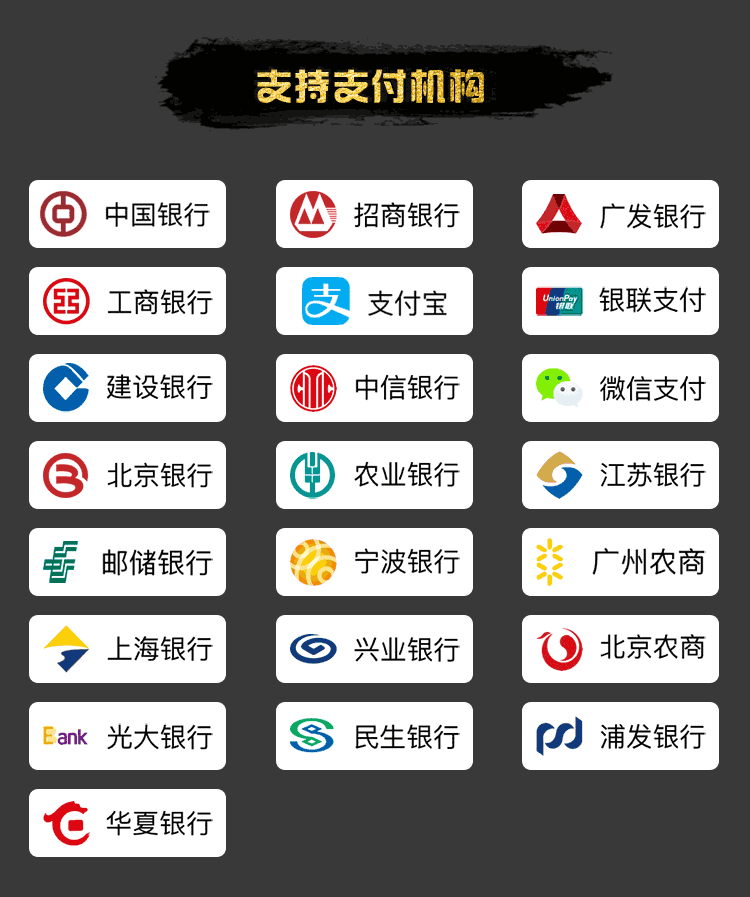 支持支付机构
中国银行
招商银行
广发银行
工商银行
支
支付宝
UnionPay
银联
银联支付
建设银行
中信银行
微信支付
北京银行
农业银行
江苏银行
邮储银行
宁波银行
广州农商
上海银行
兴业银行
北京农商
Bank
光大银行
民生银行
浦发银行
华夏银行